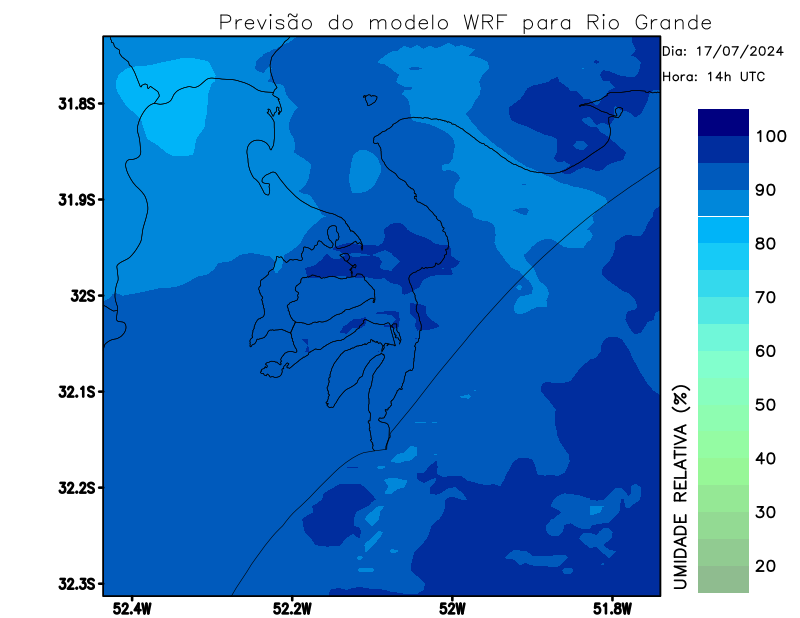 Previsão do modelo WRF para Rio Grande
Dia: 17/07/2024
Hora: 14h UTC
31.8S
31.9S
32S
32.1S
32.2S
32.3S
52.4W
52.2W
52W
51.8W
100
90
80
70
60
50
40
30
20
UMIDADE RELATIVA (%)